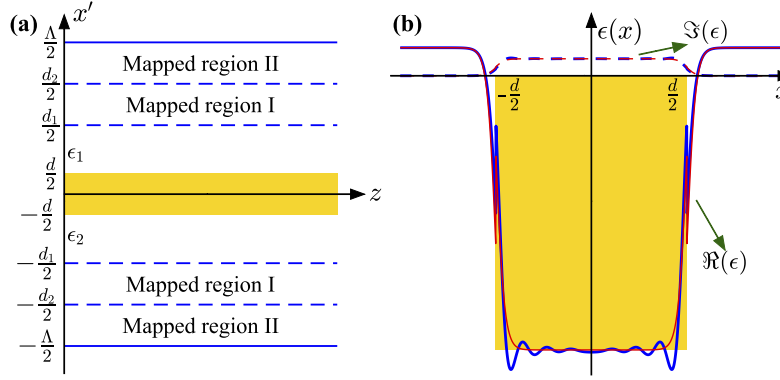 (a)
x′
Λ/2
Mapped region II
d₂/2
Mapped region I
d₁/2
ϵ₁
d/2
z
−d/2
ϵ₂
−d₁/2
Mapped region I
−d₂/2
Mapped region II
−Λ/2
(b)
ϵ(x)
ℑ(ϵ)
x
−d/2
d/2
ℜ(ϵ)